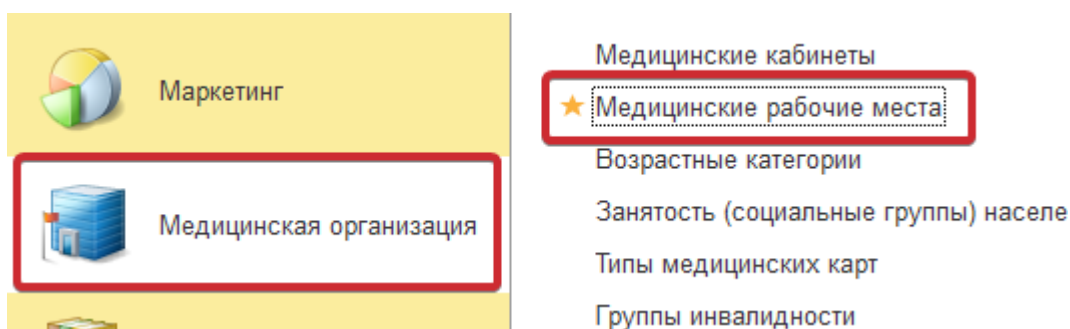 Маркетинг
Медицинская организация
Медицинские кабинеты
Медицинские рабочие места
Возрастные категории
Занятость (социальные группы) населе
Типы медицинских карт
Группы инвалидности